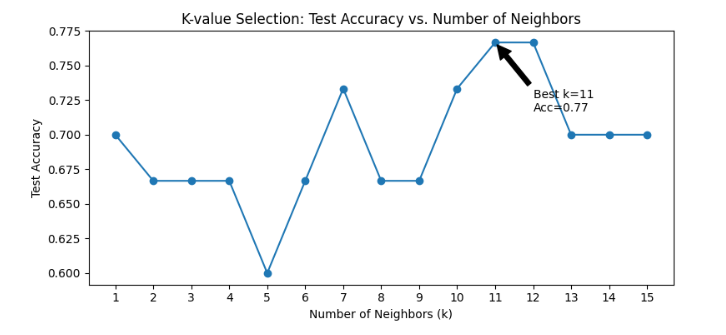 K-value Selection: Test Accuracy vs. Number of Neighbors
0.775
0.750
0.725
0.700
0.675
0.650
0.625
0.600
Test Accuracy
Best k=11
Acc=0.77
1 2 3 4 5 6 7 8 9 10 11 12 13 14 15
Number of Neighbors (k)